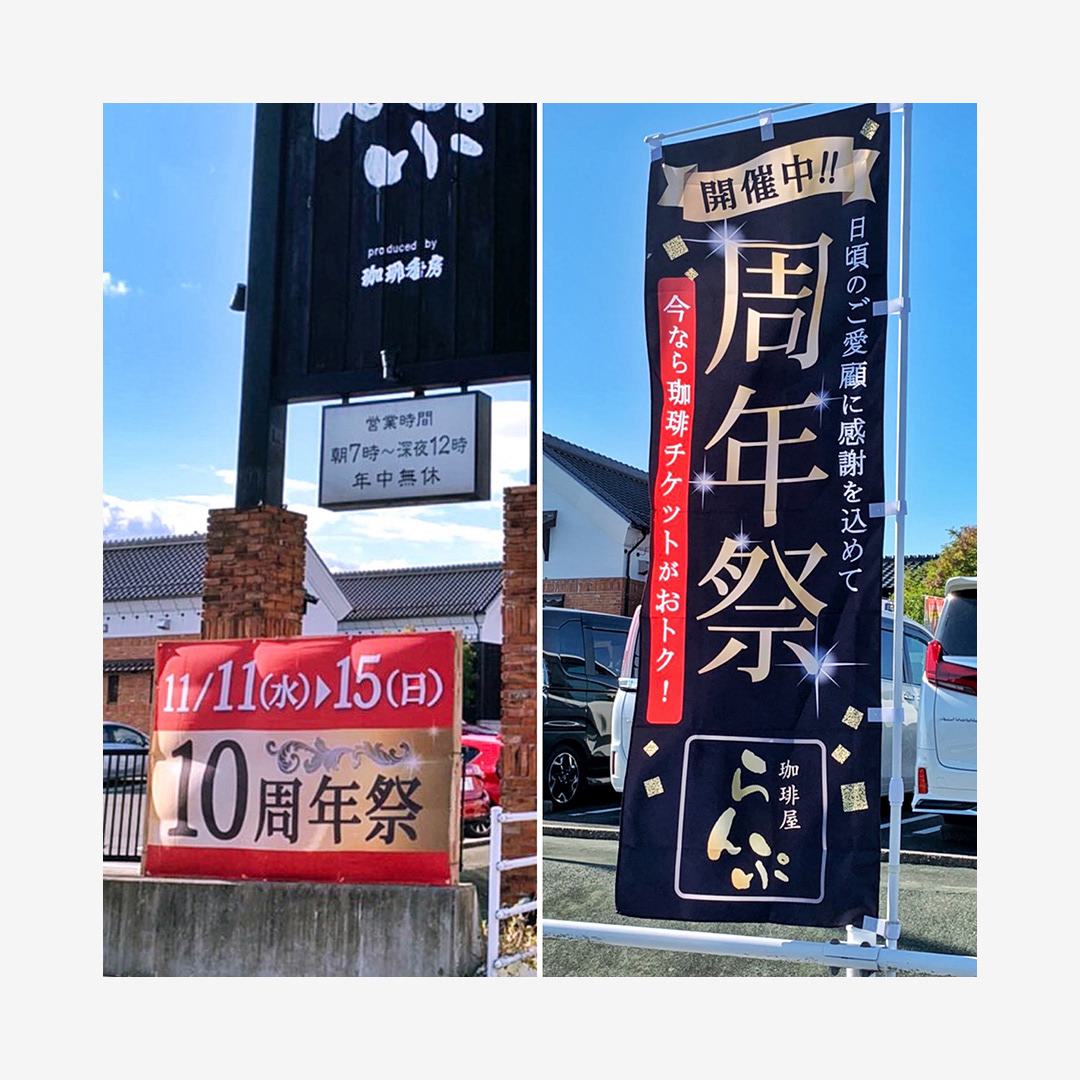 produced by
珈琲香房
営業時間
朝7時～深夜12時
年中無休
11/11(水)▶15(日)
10周年祭
開催中!!
日頃のご愛顧に感謝を込めて
周年祭
今なら珈琲チケットがおトク！
珈琲屋
らんぷ